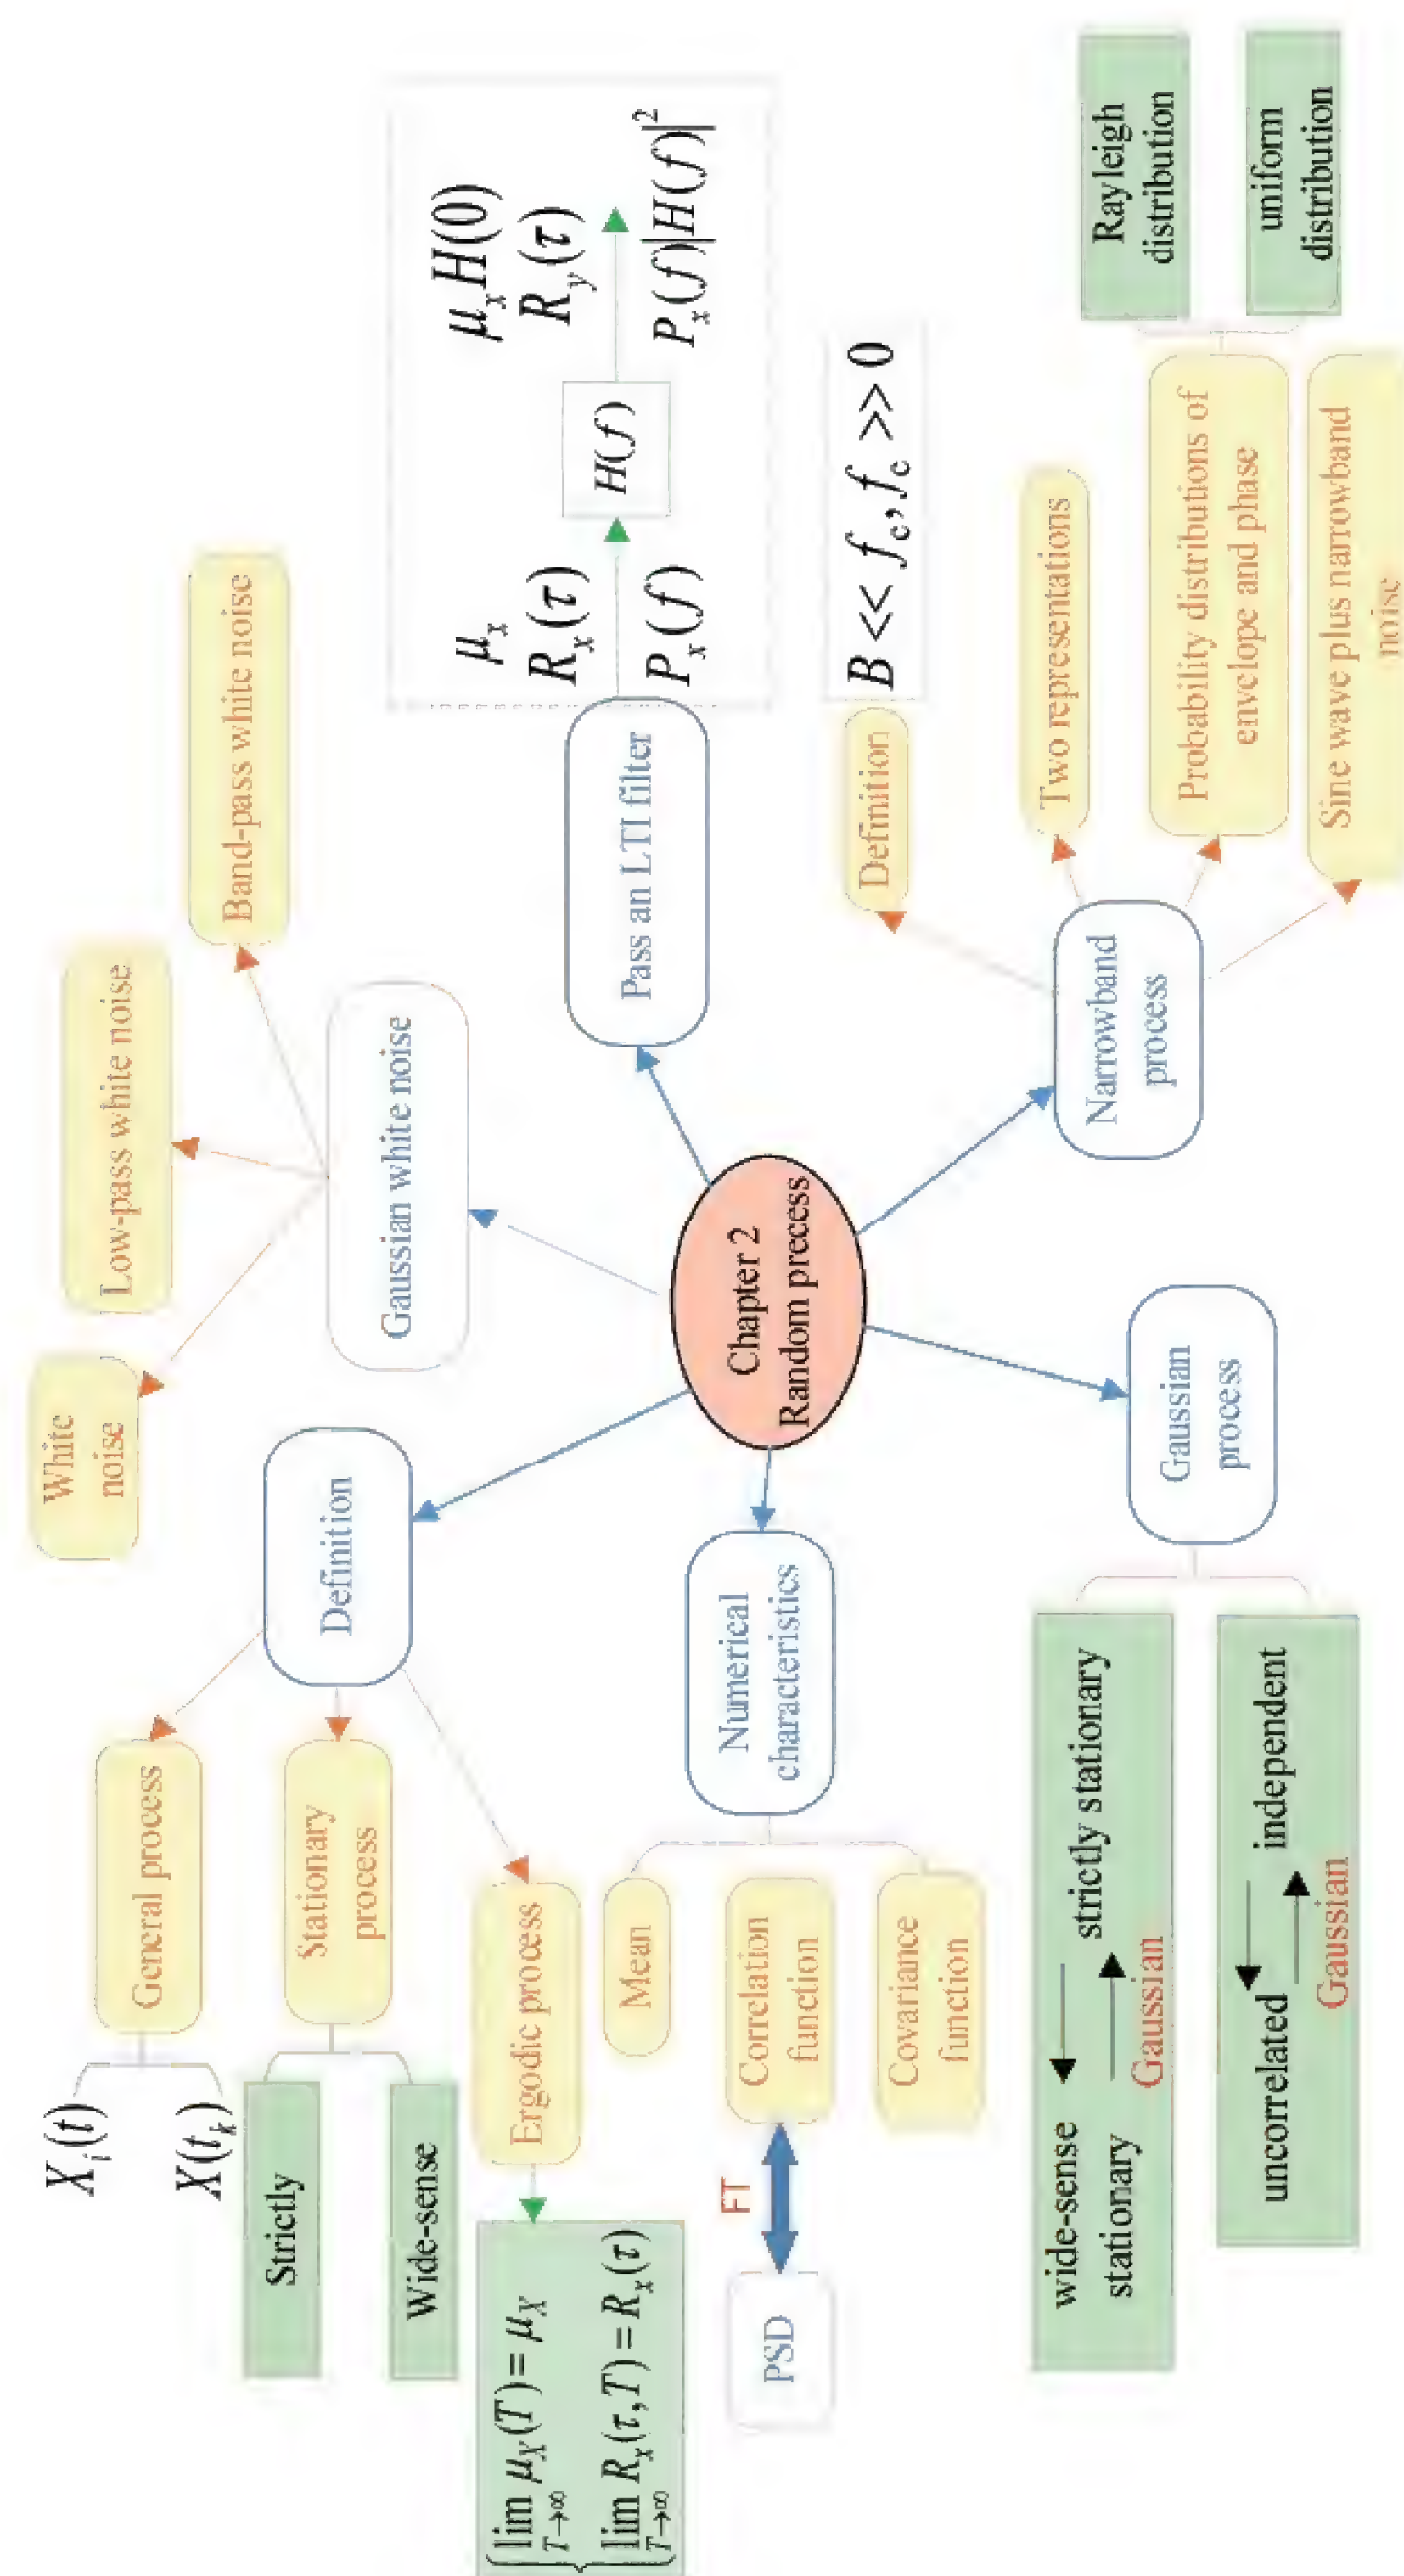 Chapter 2
Random precess
Definition
General process
X_i(t)
X(t_k)
Stationary
process
Strictly
Wide-sense
Ergodic process
lim_{T→∞} μ_X(T) = μ_X
lim_{T→∞} R_x(τ,T) = R_x(τ)
Gaussian white noise
White
noise
Low-pass white noise
Band-pass white noise
Pass an LTI filter
μ_x
R_x(τ)
P_x(f)
H(f)
μ_x H(0)
R_y(τ)
P_x(f)|H(f)|²
Narrowband
process
Definition
B << f_c, f_c >> 0
Two representations
Probability distributions of
envelope and phase
Rayleigh
distribution
uniform
distribution
Sine wave plus narrowband
noise
Gaussian
process
wide-sense
stationary
strictly stationary
Gaussian
uncorrelated
independent
Gaussian
Numerical
characteristics
Mean
Correlation
function
Covariance
function
FT
PSD